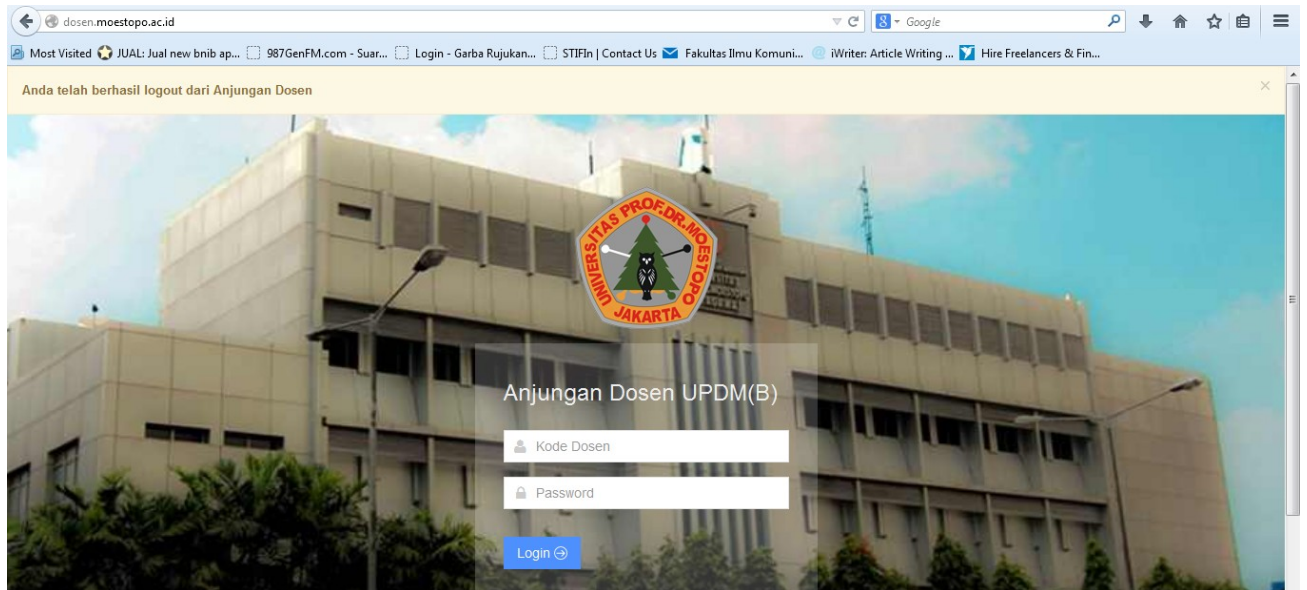 dosen.moestopo.ac.id
8 Google
Most Visited JUAL: Jual new bnib ap... 987GenFM.com - Suar... Login - Garba Rujukan... STIFIn | Contact Us Fakultas Ilmu Komuni... iWriter: Article Writing ... Hire Freelancers & Fin...
Anda telah berhasil logout dari Anjungan Dosen
UNIVERSITAS PROF.DR.MOESTOPO
JAKARTA
Anjungan Dosen UPDM(B)
Kode Dosen
Password
Login